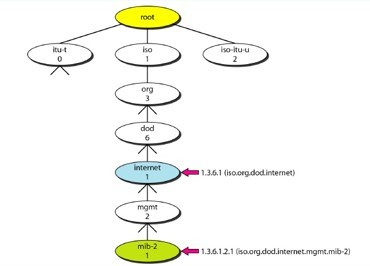 root
itu-t
0
iso
1
iso-itu-u
2
org
3
dod
6
internet
1
1.3.6.1 (iso.org.dod.internet)
mgmt
2
mib-2
1
1.3.6.1.2.1 (iso.org.dod.internet.mgmt.mib-2)